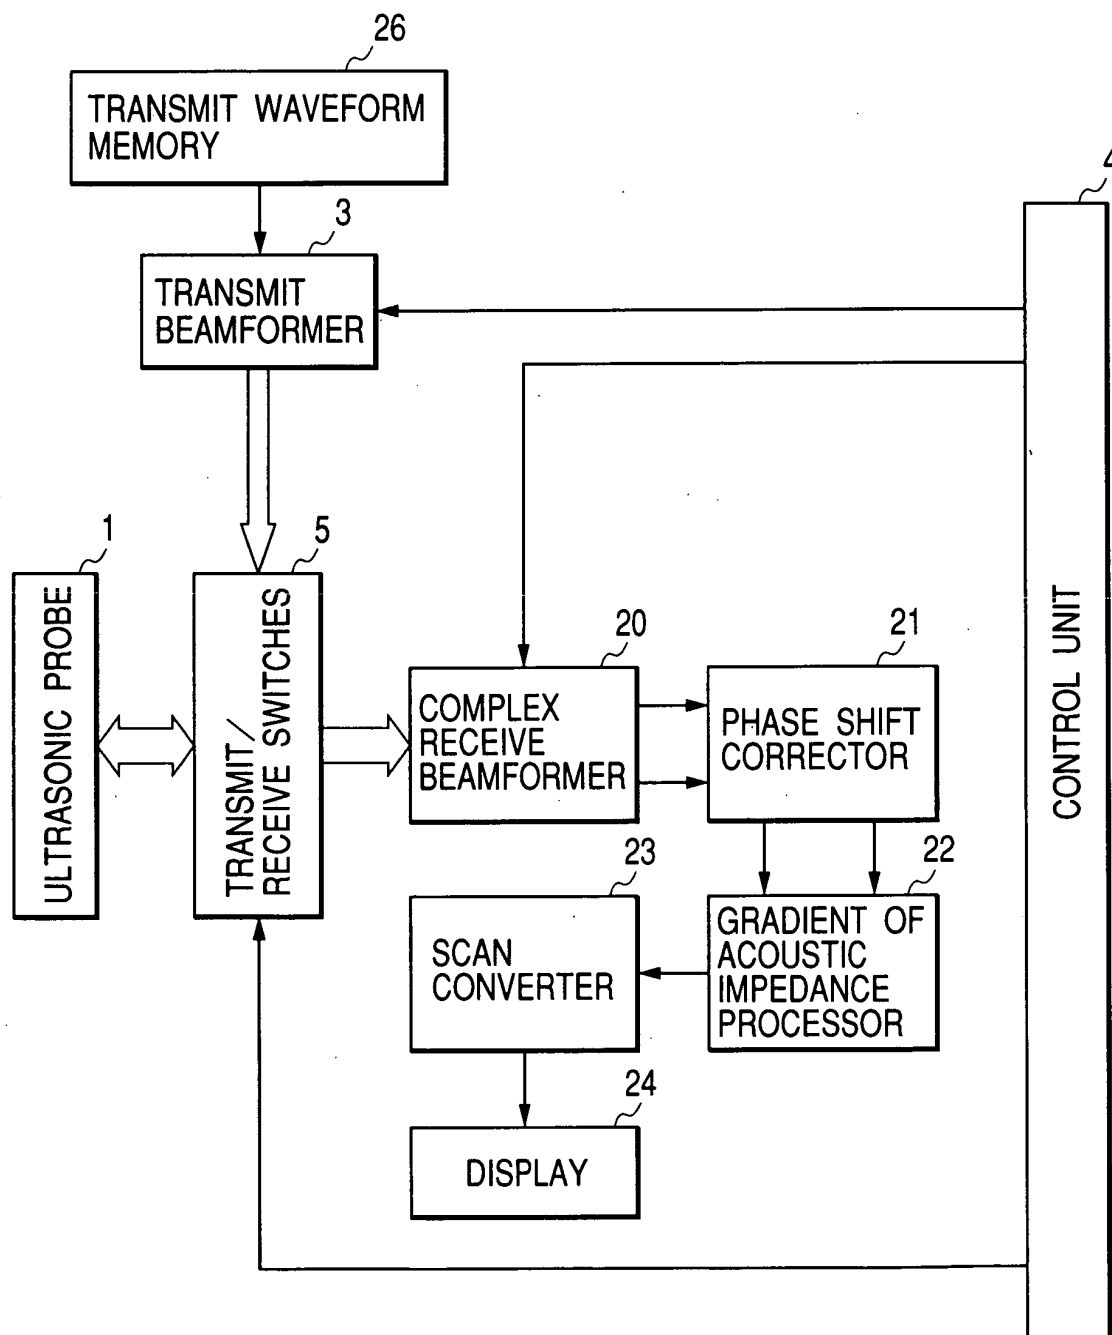 26
TRANSMIT WAVEFORM
MEMORY
4
3
TRANSMIT
BEAMFORMER
1
ULTRASONIC PROBE
5
TRANSMIT/
RECEIVE SWITCHES
20
COMPLEX
RECEIVE
BEAMFORMER
21
PHASE SHIFT
CORRECTOR
CONTROL UNIT
23
SCAN
CONVERTER
22
GRADIENT OF
ACOUSTIC
IMPEDANCE
PROCESSOR
24
DISPLAY